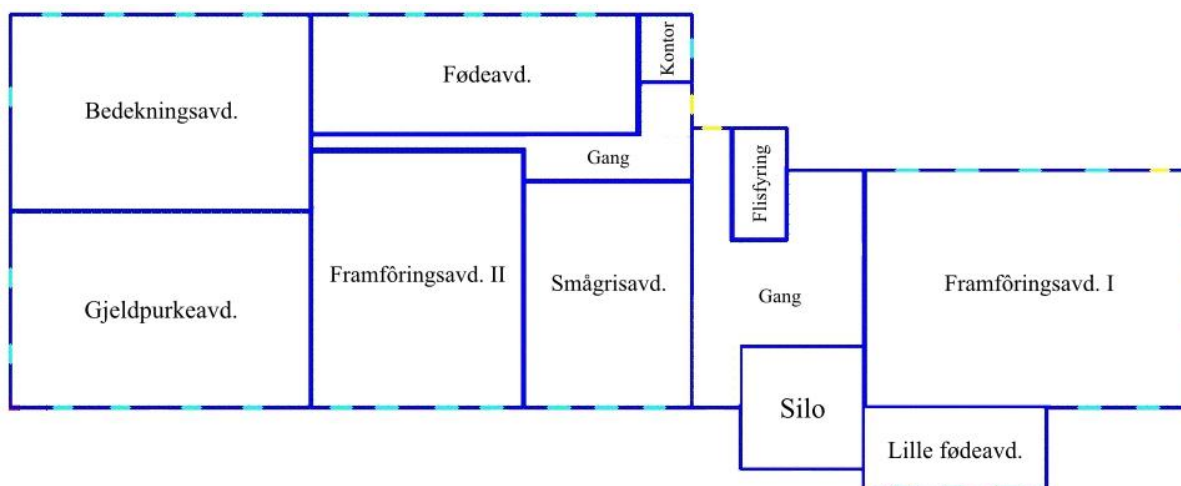 Kontor
Fødeavd.
Bedekningsavd.
Gang
Flisfyring
Framfôringsavd. II
Smågrisavd.
Framfôringsavd. I
Gang
Gjeldpurkeavd.
Silo
Lille fødeavd.